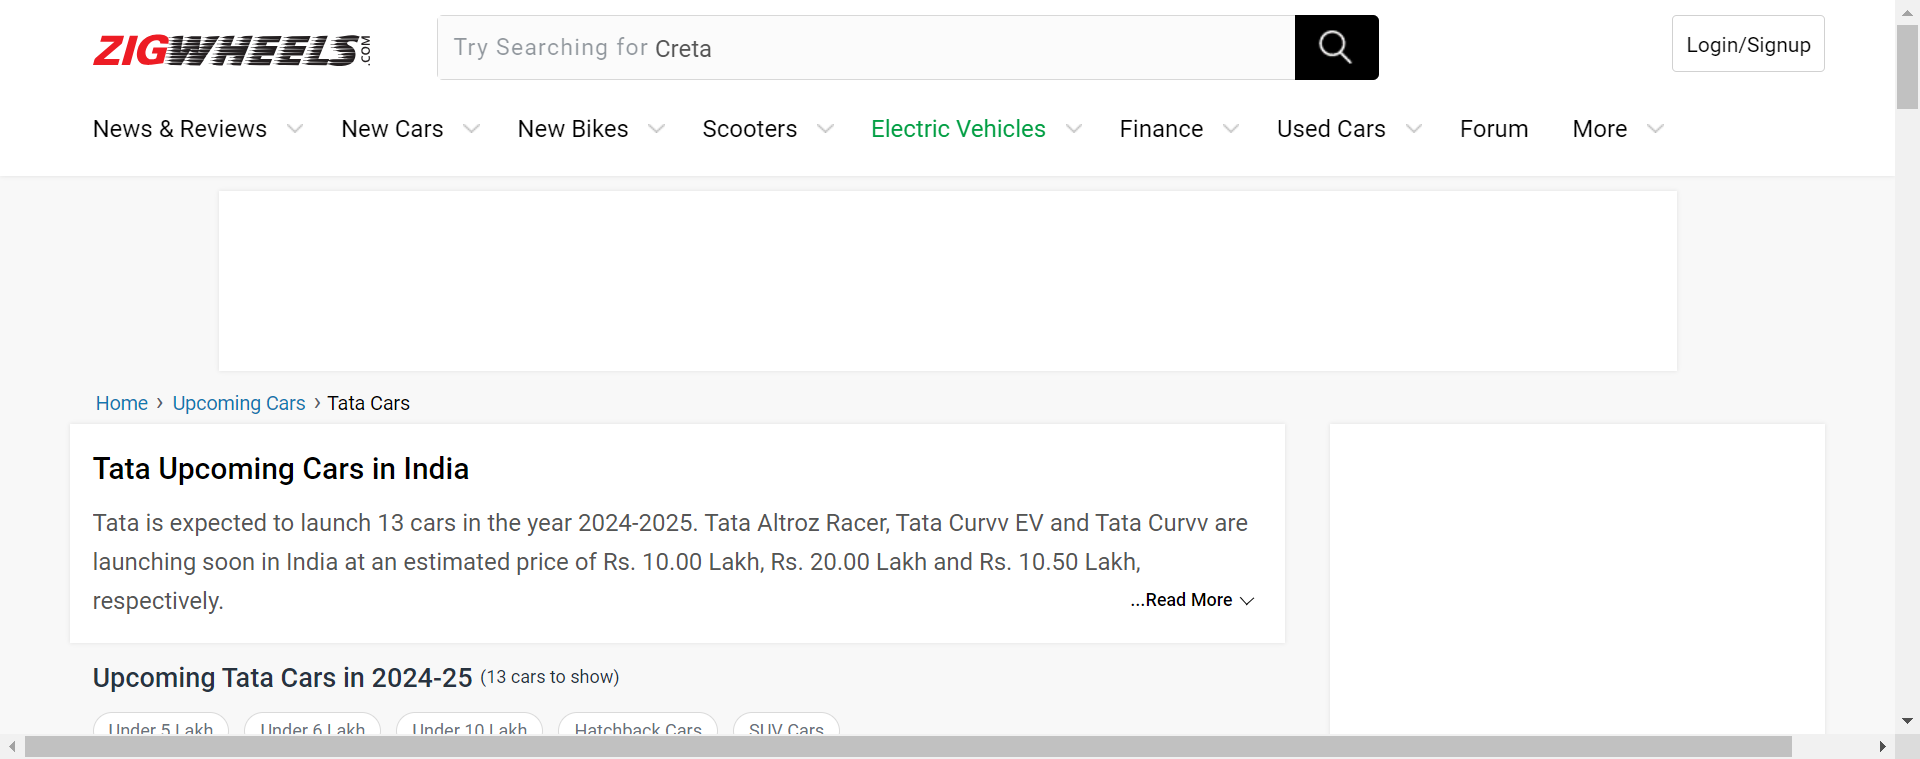 ZIGWHEELS.COM
Try Searching for Creta
Login/Signup
News & Reviews New Cars New Bikes Scooters Electric Vehicles Finance Used Cars Forum More
Home › Upcoming Cars › Tata Cars
Tata Upcoming Cars in India
Tata is expected to launch 13 cars in the year 2024-2025. Tata Altroz Racer, Tata Curvv EV and Tata Curvv are
launching soon in India at an estimated price of Rs. 10.00 Lakh, Rs. 20.00 Lakh and Rs. 10.50 Lakh,
respectively. ...Read More
Upcoming Tata Cars in 2024-25 (13 cars to show)
Under 5 Lakh Under 6 Lakh Under 10 Lakh Hatchback Cars SUV Cars